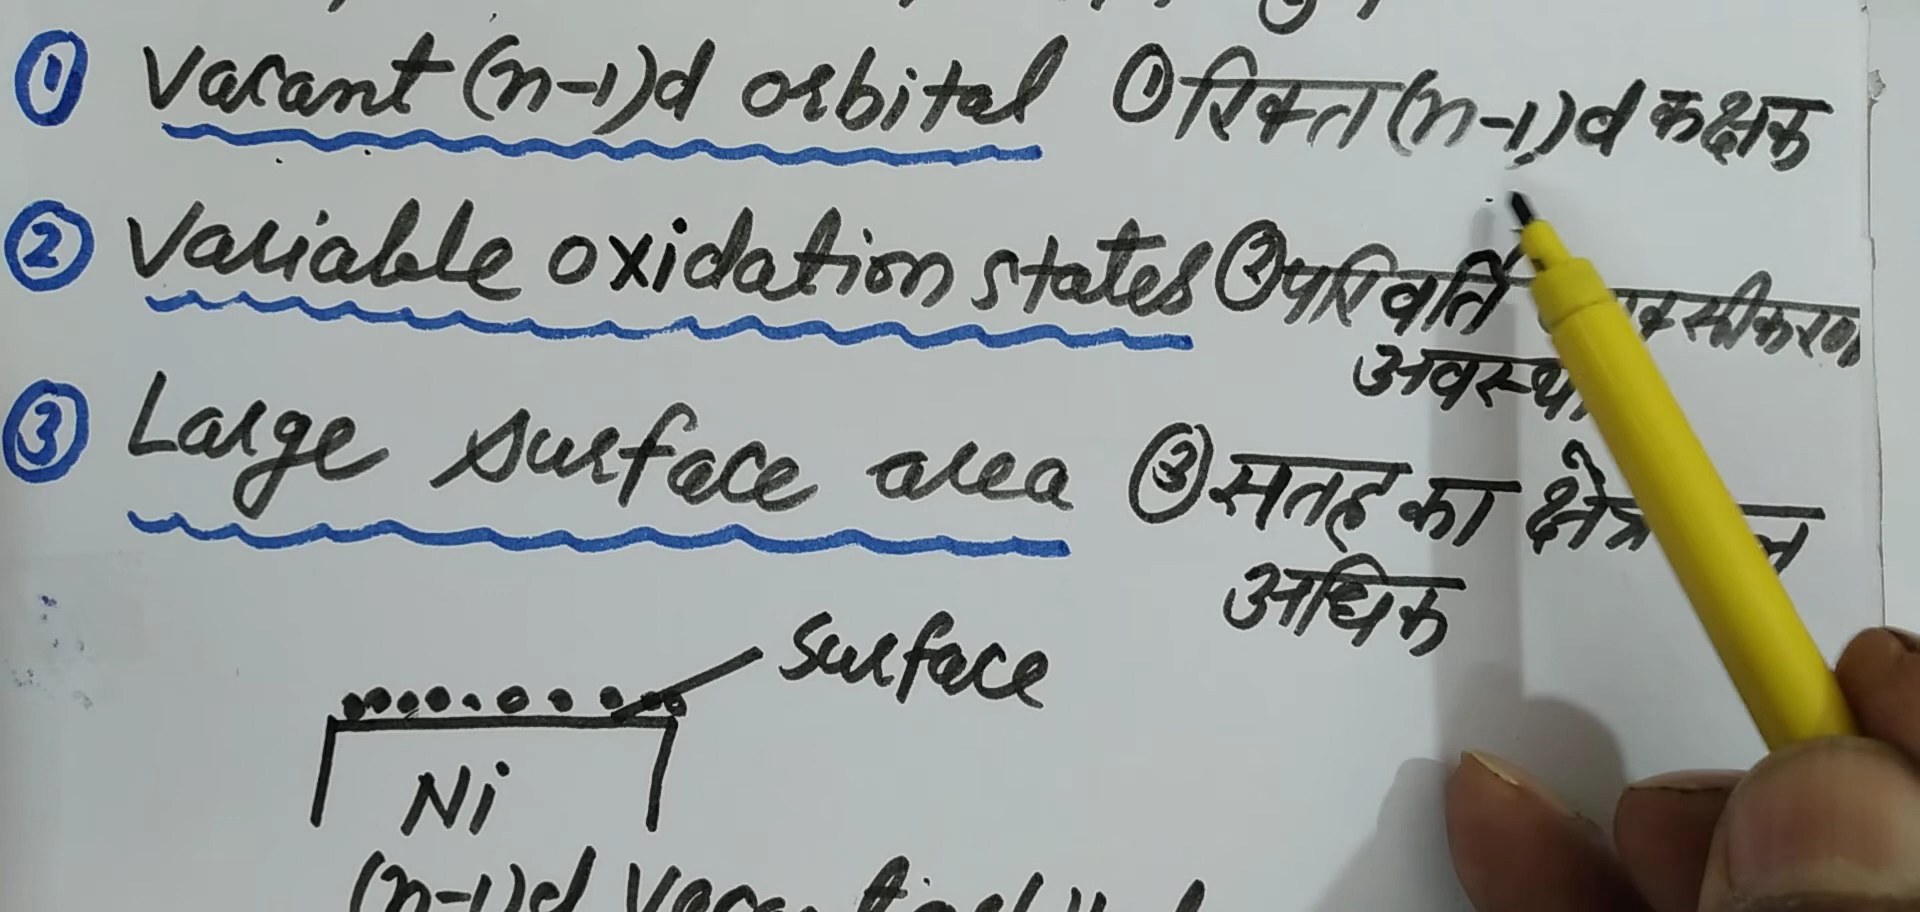 ① Vacant (n-1)d orbital ① रिक्त (n-1)d कक्षक
② Variable oxidation states ② परिवर्ति
अवस्था
③ Large surface area ③ सतह का
अधिक
surface
Ni
(n-1)d